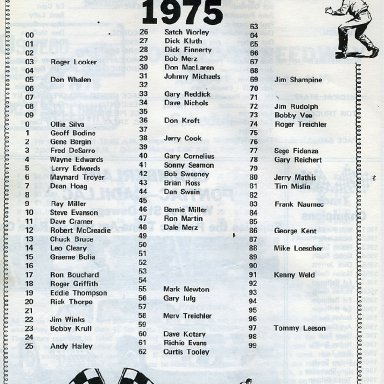 1975
00
01
02
03 Roger Looker
04
05 Don Whalen
06
07
08
09
0 Ollie Silva
1 Geoff Bodine
2 Gene Bergin
3 Fred DeSarro
4 Wayne Edwards
5 Lerry Edwards
6 Maynard Troyer
7 Dean Hoag
8
9 Ray Miller
10 Steve Evanson
11 Dave Cramer
12 Robert McCreadie
13 Chuck Bruce
14 Leo Cleary
15 Graeme Bolia
16
17 Ron Bouchard
18 Roger Griffith
19 Eddie Thompson
20 Rick Thorpe
21
22 Jim Winks
23 Bobby Krull
24
25 Andy Hailey
26 Satch Worley
27 Dick Kluth
28 Dick Finnerty
29 Bob Merz
30 Don MacLaren
31 Johnny Michaels
32
33 Gary Reddick
34 Dave Nichols
35
36 Don Kroft
37
38 Jerry Cook
39
40 Gary Cornelius
41 Sonny Seamon
42 Bob Sweeney
43 Brian Ross
44 Dan Swain
45
46 Bernie Miller
47 Ron Martin
48 Dale Merz
49
50
51
52
53
54
55 Mark Newton
56 Gary Iulg
57
58 Merv Treichler
59
60 Dave Kotary
61 Richie Evans
62 Curtis Tooley
63
64
65
66
67
68
69 Jim Shampine
70
71
72 Jim Rudolph
73 Bobby Vee
74 Roger Treichler
75
76
77 Sege Fidanza
78 Gary Reichert
79
80 Jerry Mathis
81 Tim Mislin
82
83 Frank Naumec
84
85
86 George Kent
87
88 Mike Loescher
89
90
91 Kenny Weld
92
93
94
95
96
97 Tommy Leeson
98
99